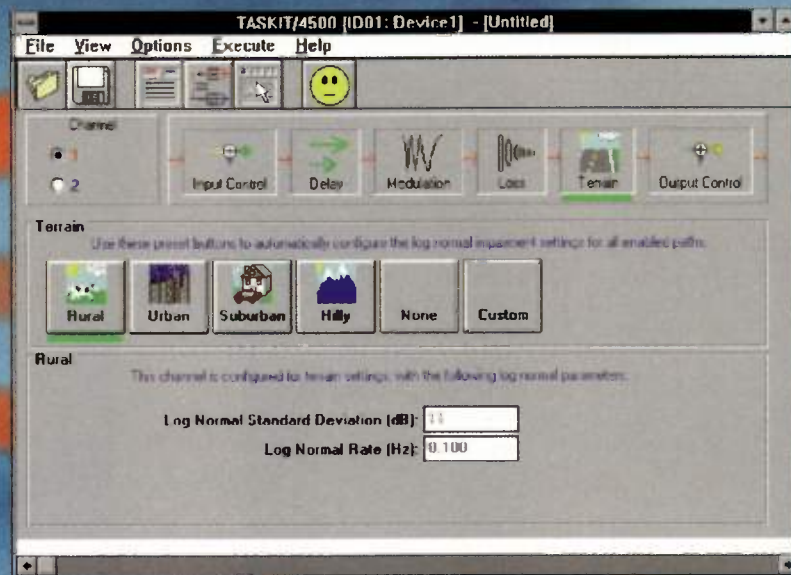 TASKIT/4500 [ID01: Device1] - [Untitled]
File View Options Execute Help
Channel
1
2
Input Control Delay Modulation Loss Terrain Output Control
Terrain
Use these preset buttons to automatically configure the log normal impairment settings for all enabled paths.
Rural Urban Suburban Hilly None Custom
Rural
This channel is configured for terrain settings, with the following log normal parameters:
Log Normal Standard Deviation (dB): 11
Log Normal Rate (Hz): 0.100